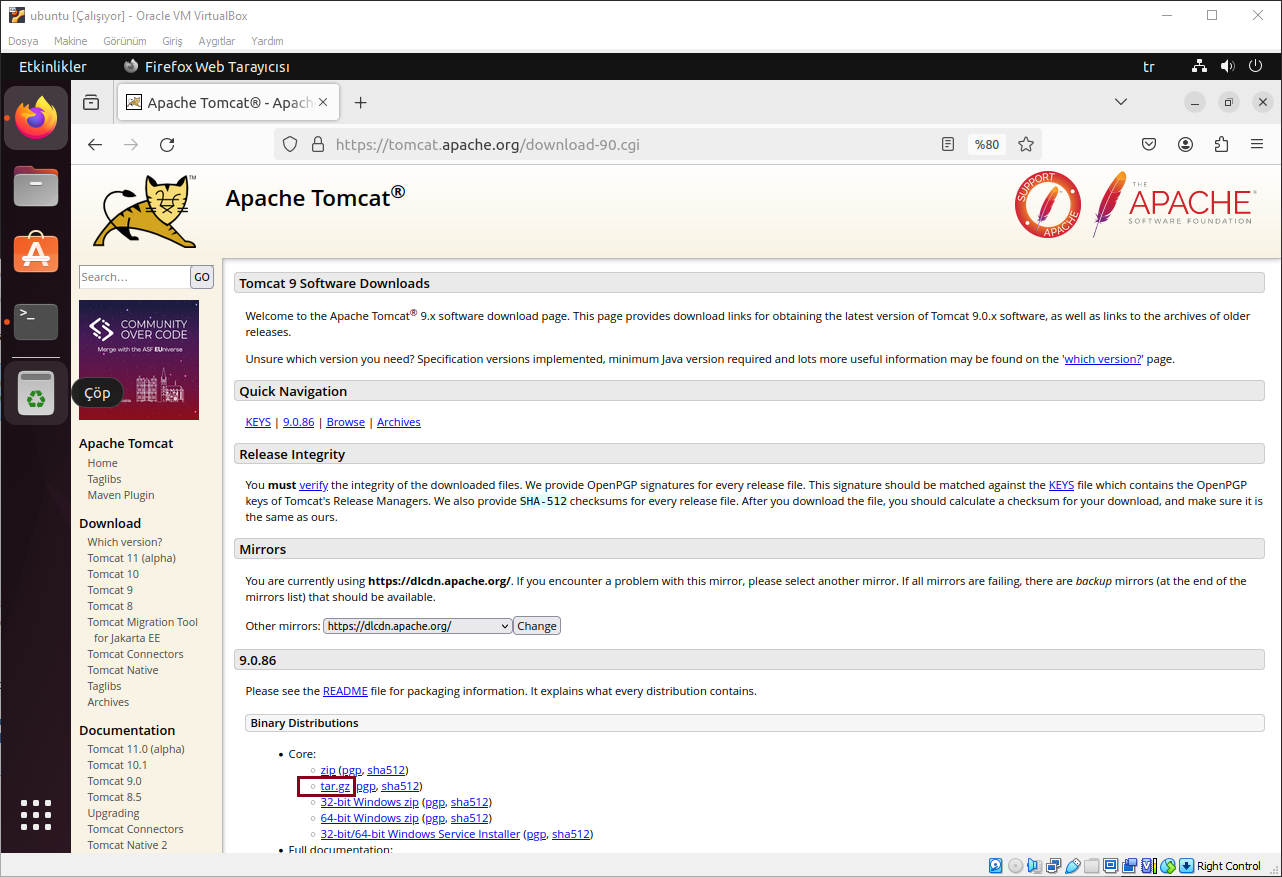 ubuntu [Çalışıyor] - Oracle VM VirtualBox
Dosya Makine Görünüm Giriş Aygıtlar Yardım
Etkinlikler Firefox Web Tarayıcısı tr
Apache Tomcat® - Apach
https://tomcat.apache.org/download-90.cgi %80
Apache Tomcat®
SUPPORT APACHE
THE
APACHE
SOFTWARE FOUNDATION
Search… GO
COMMUNITY
OVER CODE
Merge with the ASF EUniverse
Çöp
Apache Tomcat
Home
Taglibs
Maven Plugin
Download
Which version?
Tomcat 11 (alpha)
Tomcat 10
Tomcat 9
Tomcat 8
Tomcat Migration Tool
for Jakarta EE
Tomcat Connectors
Tomcat Native
Taglibs
Archives
Documentation
Tomcat 11.0 (alpha)
Tomcat 10.1
Tomcat 9.0
Tomcat 8.5
Upgrading
Tomcat Connectors
Tomcat Native 2
Tomcat 9 Software Downloads
Welcome to the Apache Tomcat® 9.x software download page. This page provides download links for obtaining the latest version of Tomcat 9.0.x software, as well as links to the archives of older
releases.
Unsure which version you need? Specification versions implemented, minimum Java version required and lots more useful information may be found on the 'which version?' page.
Quick Navigation
KEYS | 9.0.86 | Browse | Archives
Release Integrity
You must verify the integrity of the downloaded files. We provide OpenPGP signatures for every release file. This signature should be matched against the KEYS file which contains the OpenPGP
keys of Tomcat's Release Managers. We also provide SHA-512 checksums for every release file. After you download the file, you should calculate a checksum for your download, and make sure it is
the same as ours.
Mirrors
You are currently using https://dlcdn.apache.org/. If you encounter a problem with this mirror, please select another mirror. If all mirrors are failing, there are backup mirrors (at the end of the
mirrors list) that should be available.
Other mirrors: https://dlcdn.apache.org/ Change
9.0.86
Please see the README file for packaging information. It explains what every distribution contains.
Binary Distributions
• Core:
◦ zip (pgp, sha512)
◦ tar.gz (pgp, sha512)
◦ 32-bit Windows zip (pgp, sha512)
◦ 64-bit Windows zip (pgp, sha512)
◦ 32-bit/64-bit Windows Service Installer (pgp, sha512)
• Full documentation:
Right Control